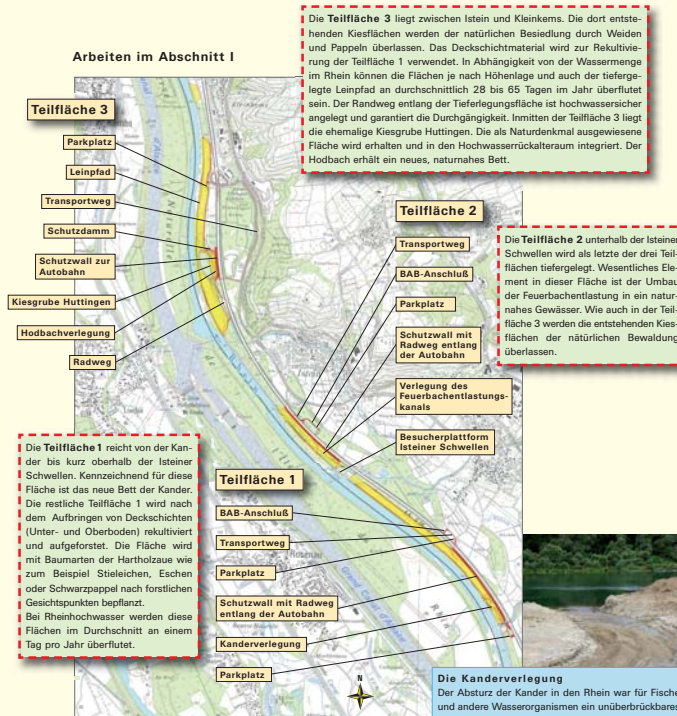 Die Teilfläche 3 liegt zwischen Istein und Kleinkems. Die dort entste-
henden Kiesflächen werden der natürlichen Besiedlung durch Weiden
und Pappeln überlassen. Das Deckschichtmaterial wird zur Rekultivie-
rung der Teilfläche 1 verwendet. In Abhängigkeit von der Wassermenge
im Rhein können die Flächen je nach Höhenlage und auch der tieferge-
legte Leinpfad an durchschnittlich 28 bis 65 Tagen im Jahr überflutet
sein. Der Randweg entlang der Tieferlegungsfläche ist hochwassersicher
angelegt und garantiert die Durchgängigkeit. Inmitten der Teilfläche 3 liegt
die ehemalige Kiesgrube Huttingen. Die als Naturdenkmal ausgewiesene
Fläche wird erhalten und in den Hochwasserrückalteraum integriert. Der
Hodbach erhält ein neues, naturnahes Bett.
Arbeiten im Abschnitt I
Teilfläche 3
Parkplatz
Leinpfad
Transportweg
Schutzdamm
Schutzwall zur
Autobahn
Kiesgrube Huttingen
Hodbachverlegung
Radweg
Teilfläche 2
Transportweg
BAB-Anschluß
Parkplatz
Schutzwall mit
Radweg entlang
der Autobahn
Verlegung des
Feuerbachentlastungs-
kanals
Besucherplattform
Isteiner Schwellen
Die Teilfläche 2 unterhalb der Isteiner
Schwellen wird als letzte der drei Teil-
flächen tiefergelegt. Wesentliches Ele-
ment in dieser Fläche ist der Umbau
der Feuerbachentlastung in ein natur-
nahes Gewässer. Wie auch in der Teil-
fläche 3 werden die entstehenden Kies-
flächen der nätürlichen Bewaldung
überlassen.
Die Teilfläche 1 reicht von der Kan-
der bis kurz oberhalb der Isteiner
Schwellen. Kennzeichnend für diese
Fläche ist das neue Bett der Kander.
Die restliche Teilfläche 1 wird nach
dem Aufbringen von Deckschichten
(Unter- und Oberboden) rekultiviert
und aufgeforstet. Die Fläche wird
mit Baumarten der Hartholzaue wie
zum Beispiel Stieleichen, Eschen
oder Schwarzpappel nach forstlichen
Gesichtspunkten bepflanzt.
Bei Rheinhochwasser werden diese
Flächen im Durchschnitt an einem
Tag pro Jahr überflutet.
Teilfläche 1
BAB-Anschluß
Transportweg
Parkplatz
Schutzwall mit Radweg
entlang der Autobahn
Kanderverlegung
Parkplatz
N
Die Kanderverlegung
Der Absturz der Kander in den Rhein war für Fische
und andere Wasserorganismen ein unüberbrückbares